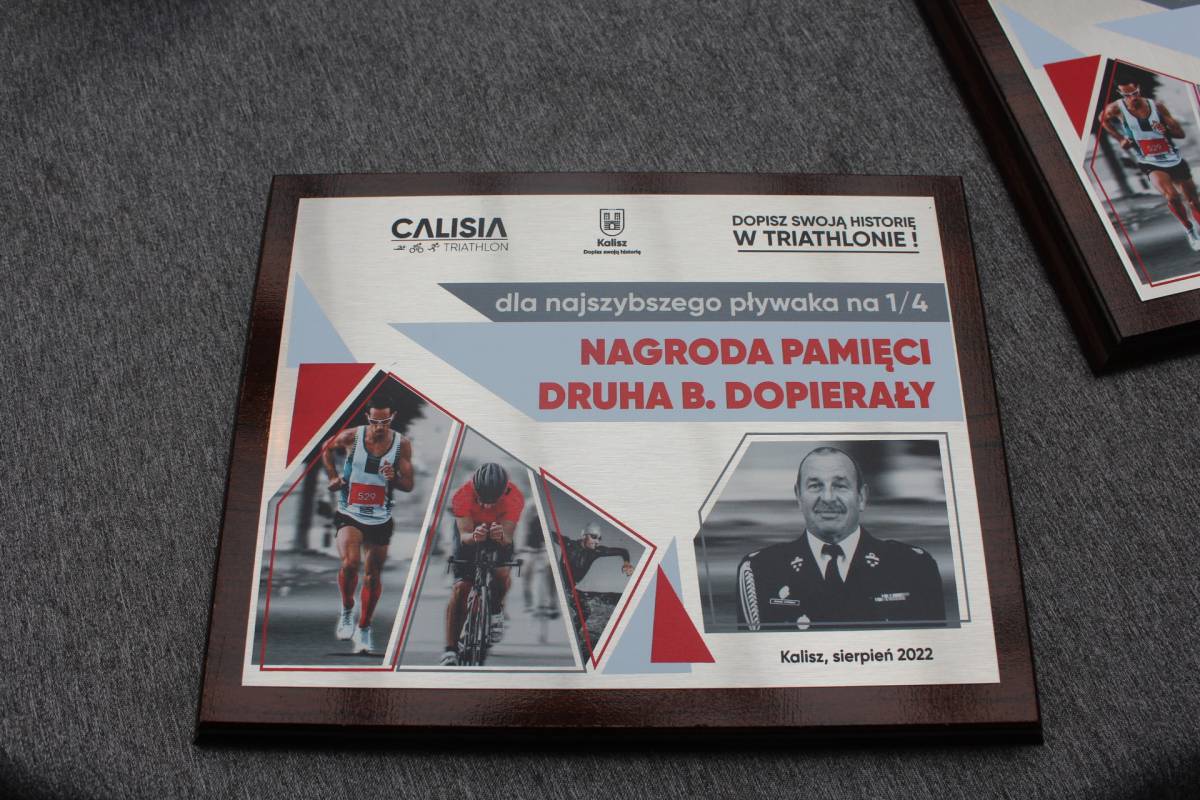 CALISIA
TRIATHLON
Kalisz
Dopisz swoją historię
DOPISZ SWOJĄ HISTORIĘ
W TRIATHLONIE !
dla najszybszego pływaka na 1/4
NAGRODA PAMIĘCI
DRUHA B. DOPIERAŁY
529
Kalisz, sierpień 2022
529